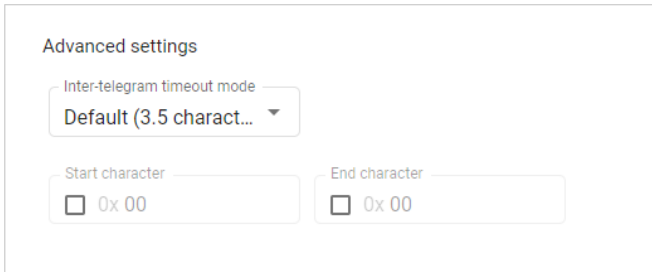 Advanced settings
Inter-telegram timeout mode
Default (3.5 charact...
Start character End character
0x 00 0x 00